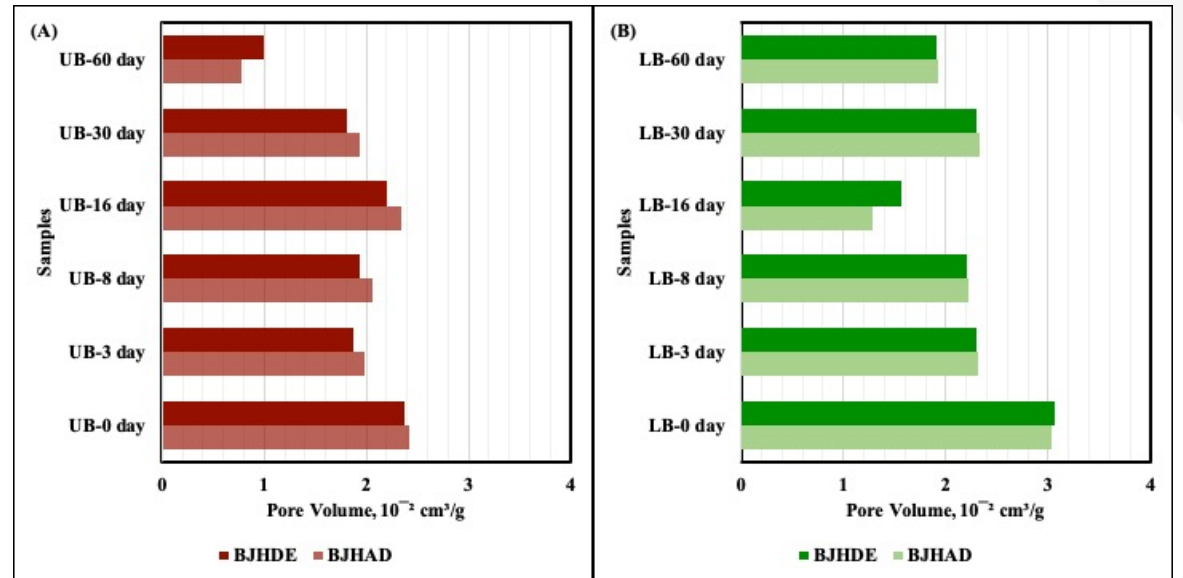 (A)
Samples
UB-60 day
UB-30 day
UB-16 day
UB-8 day
UB-3 day
UB-0 day
0 1 2 3 4
Pore Volume, 10⁻² cm³/g
BJHDE BJHAD
(B)
Samples
LB-60 day
LB-30 day
LB-16 day
LB-8 day
LB-3 day
LB-0 day
0 1 2 3 4
Pore Volume, 10⁻² cm³/g
BJHDE BJHAD